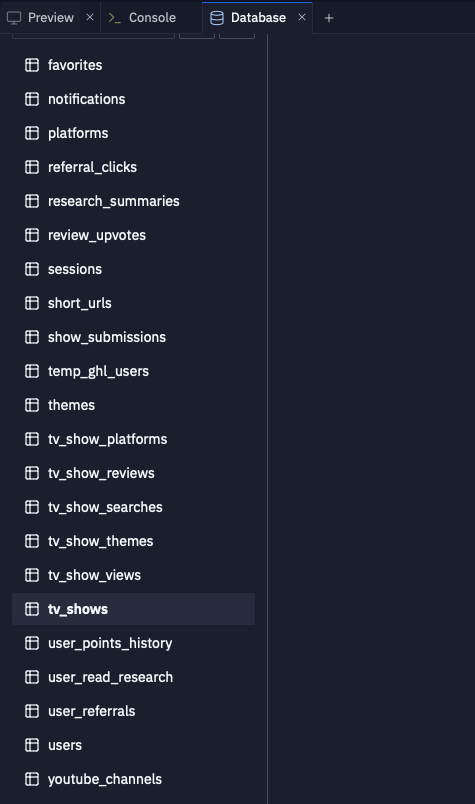 Preview
Console
Database
favorites
notifications
platforms
referral_clicks
research_summaries
review_upvotes
sessions
short_urls
show_submissions
temp_ghl_users
themes
tv_show_platforms
tv_show_reviews
tv_show_searches
tv_show_themes
tv_show_views
tv_shows
user_points_history
user_read_research
user_referrals
users
youtube_channels